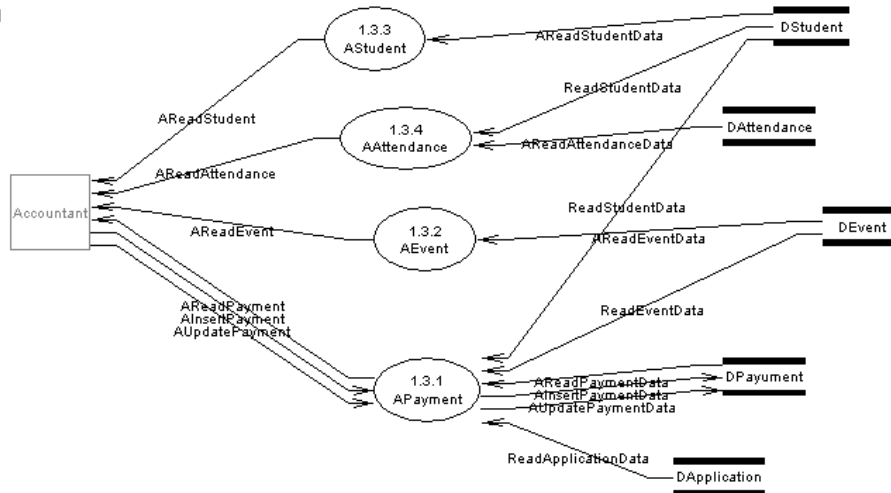 1.3.3
AStudent
AReadStudentData
DStudent
ReadStudentData
AReadStudent
1.3.4
AAttendance
DAttendance
AReadAttendanceData
AReadAttendance
Accountant
ReadStudentData
1.3.2
AEvent
AReadEvent
AReadEventData
DEvent
AReadPayment
AInsertPayment
AUpdatePayment
ReadEventData
1.3.1
APayment
AReadPaymentData
AInsertPaymentData
AUpdatePaymentData
DPayument
ReadApplicationData
DApplication